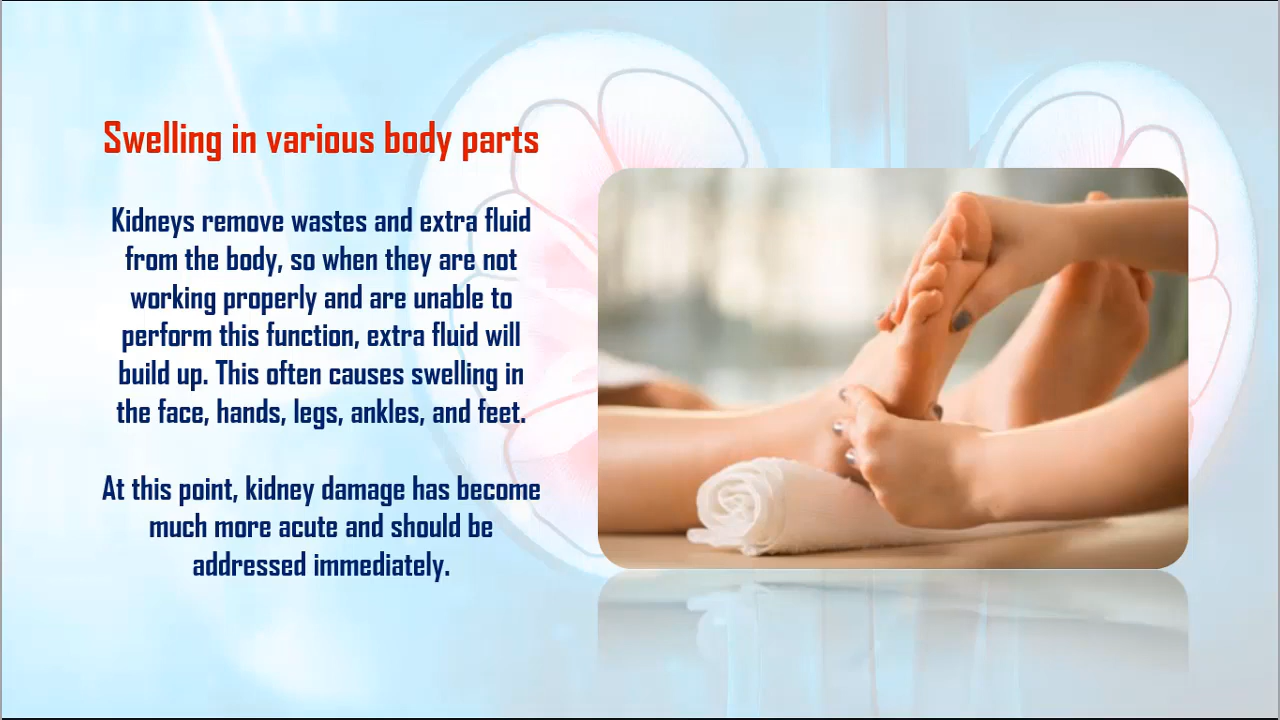 Swelling in various body parts
Kidneys remove wastes and extra fluid
from the body, so when they are not
working properly and are unable to
perform this function, extra fluid will
build up. This often causes swelling in
the face, hands, legs, ankles, and feet.
At this point, kidney damage has become
much more acute and should be
addressed immediately.